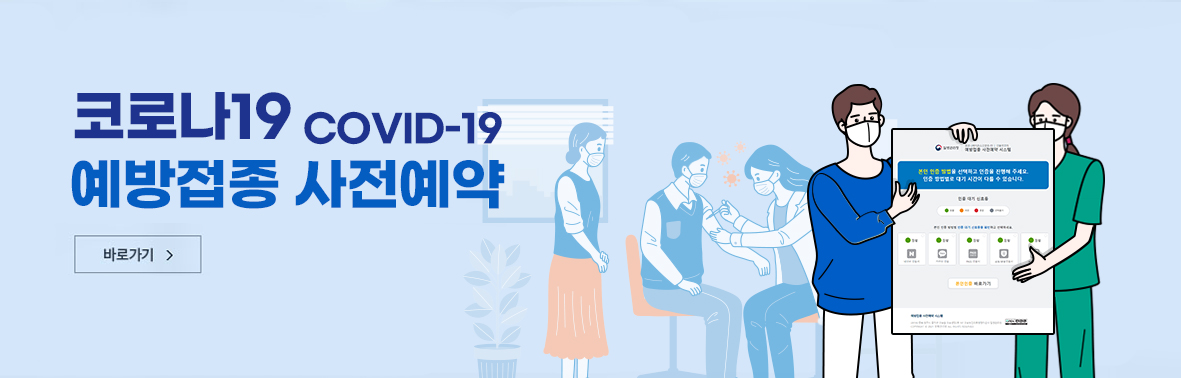 코로나19 COVID-19
예방접종 사전예약
바로가기
질병관리청
예방접종 사전예약 시스템
본인 인증 방법을 선택하고 인증을 진행해 주세요.
인증 방법별로 대기 시간이 다를 수 있습니다.
인증 대기 신호등
본인인증 바로가기
예방접종 사전예약 시스템